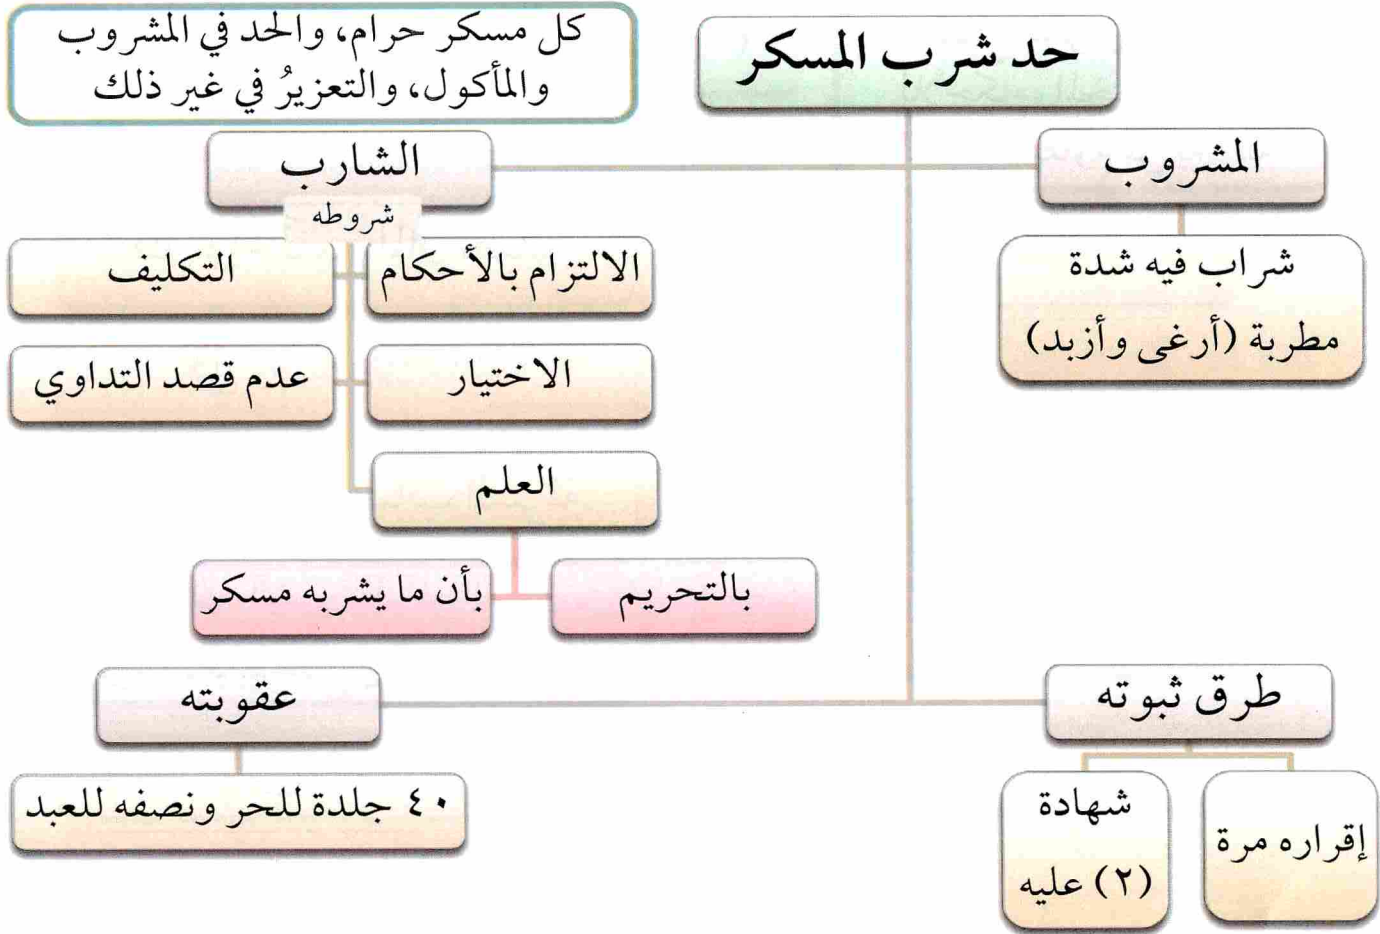 حد شرب المسكر
كل مسكر حرام، والحد في المشروب
والمأكول، والتعزيرُ في غير ذلك
المشروب
شراب فيه شدة
مطربة (أرغى وأزبد)
الشارب
شروطه
الالتزام بالأحكام
التكليف
الاختيار
عدم قصد التداوي
العلم
بالتحريم
بأن ما يشربه مسكر
طرق ثبوته
إقراره مرة
شهادة
(٢) عليه
عقوبته
٤٠ جلدة للحر ونصفه للعبد